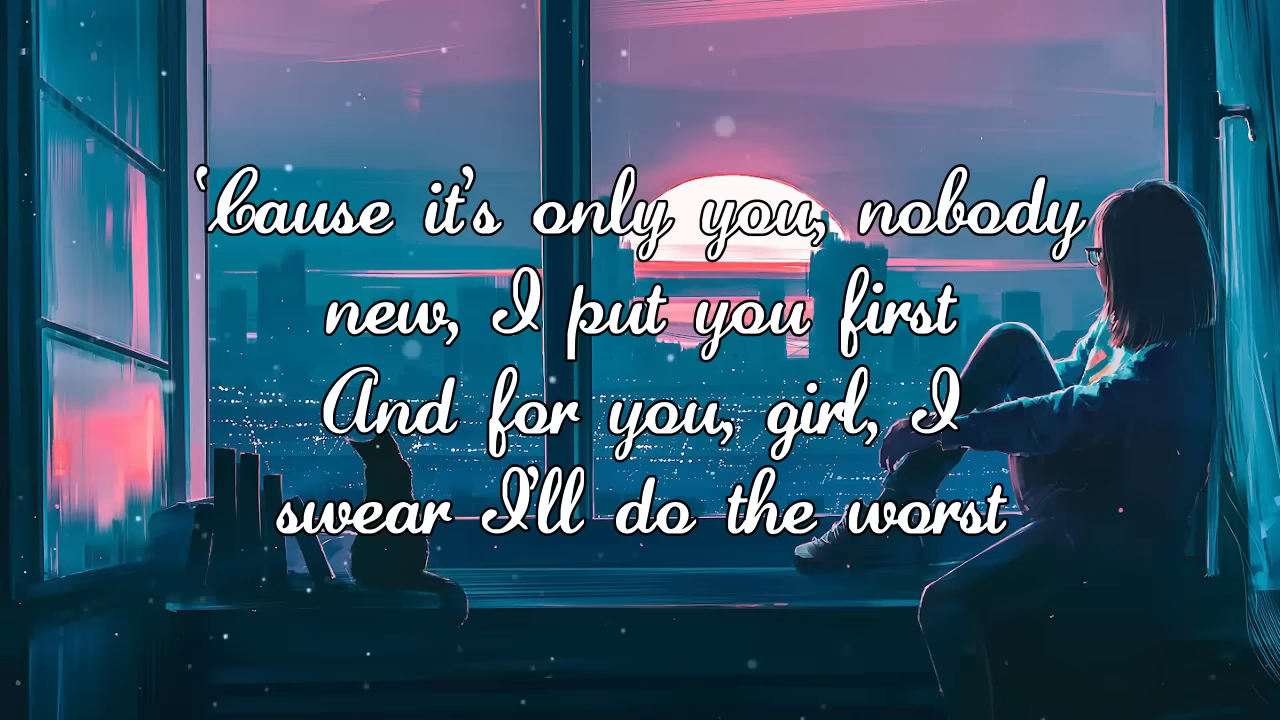 'Cause it's only you, nobody
new, I put you first
And for you, girl, I
swear I'll do the worst